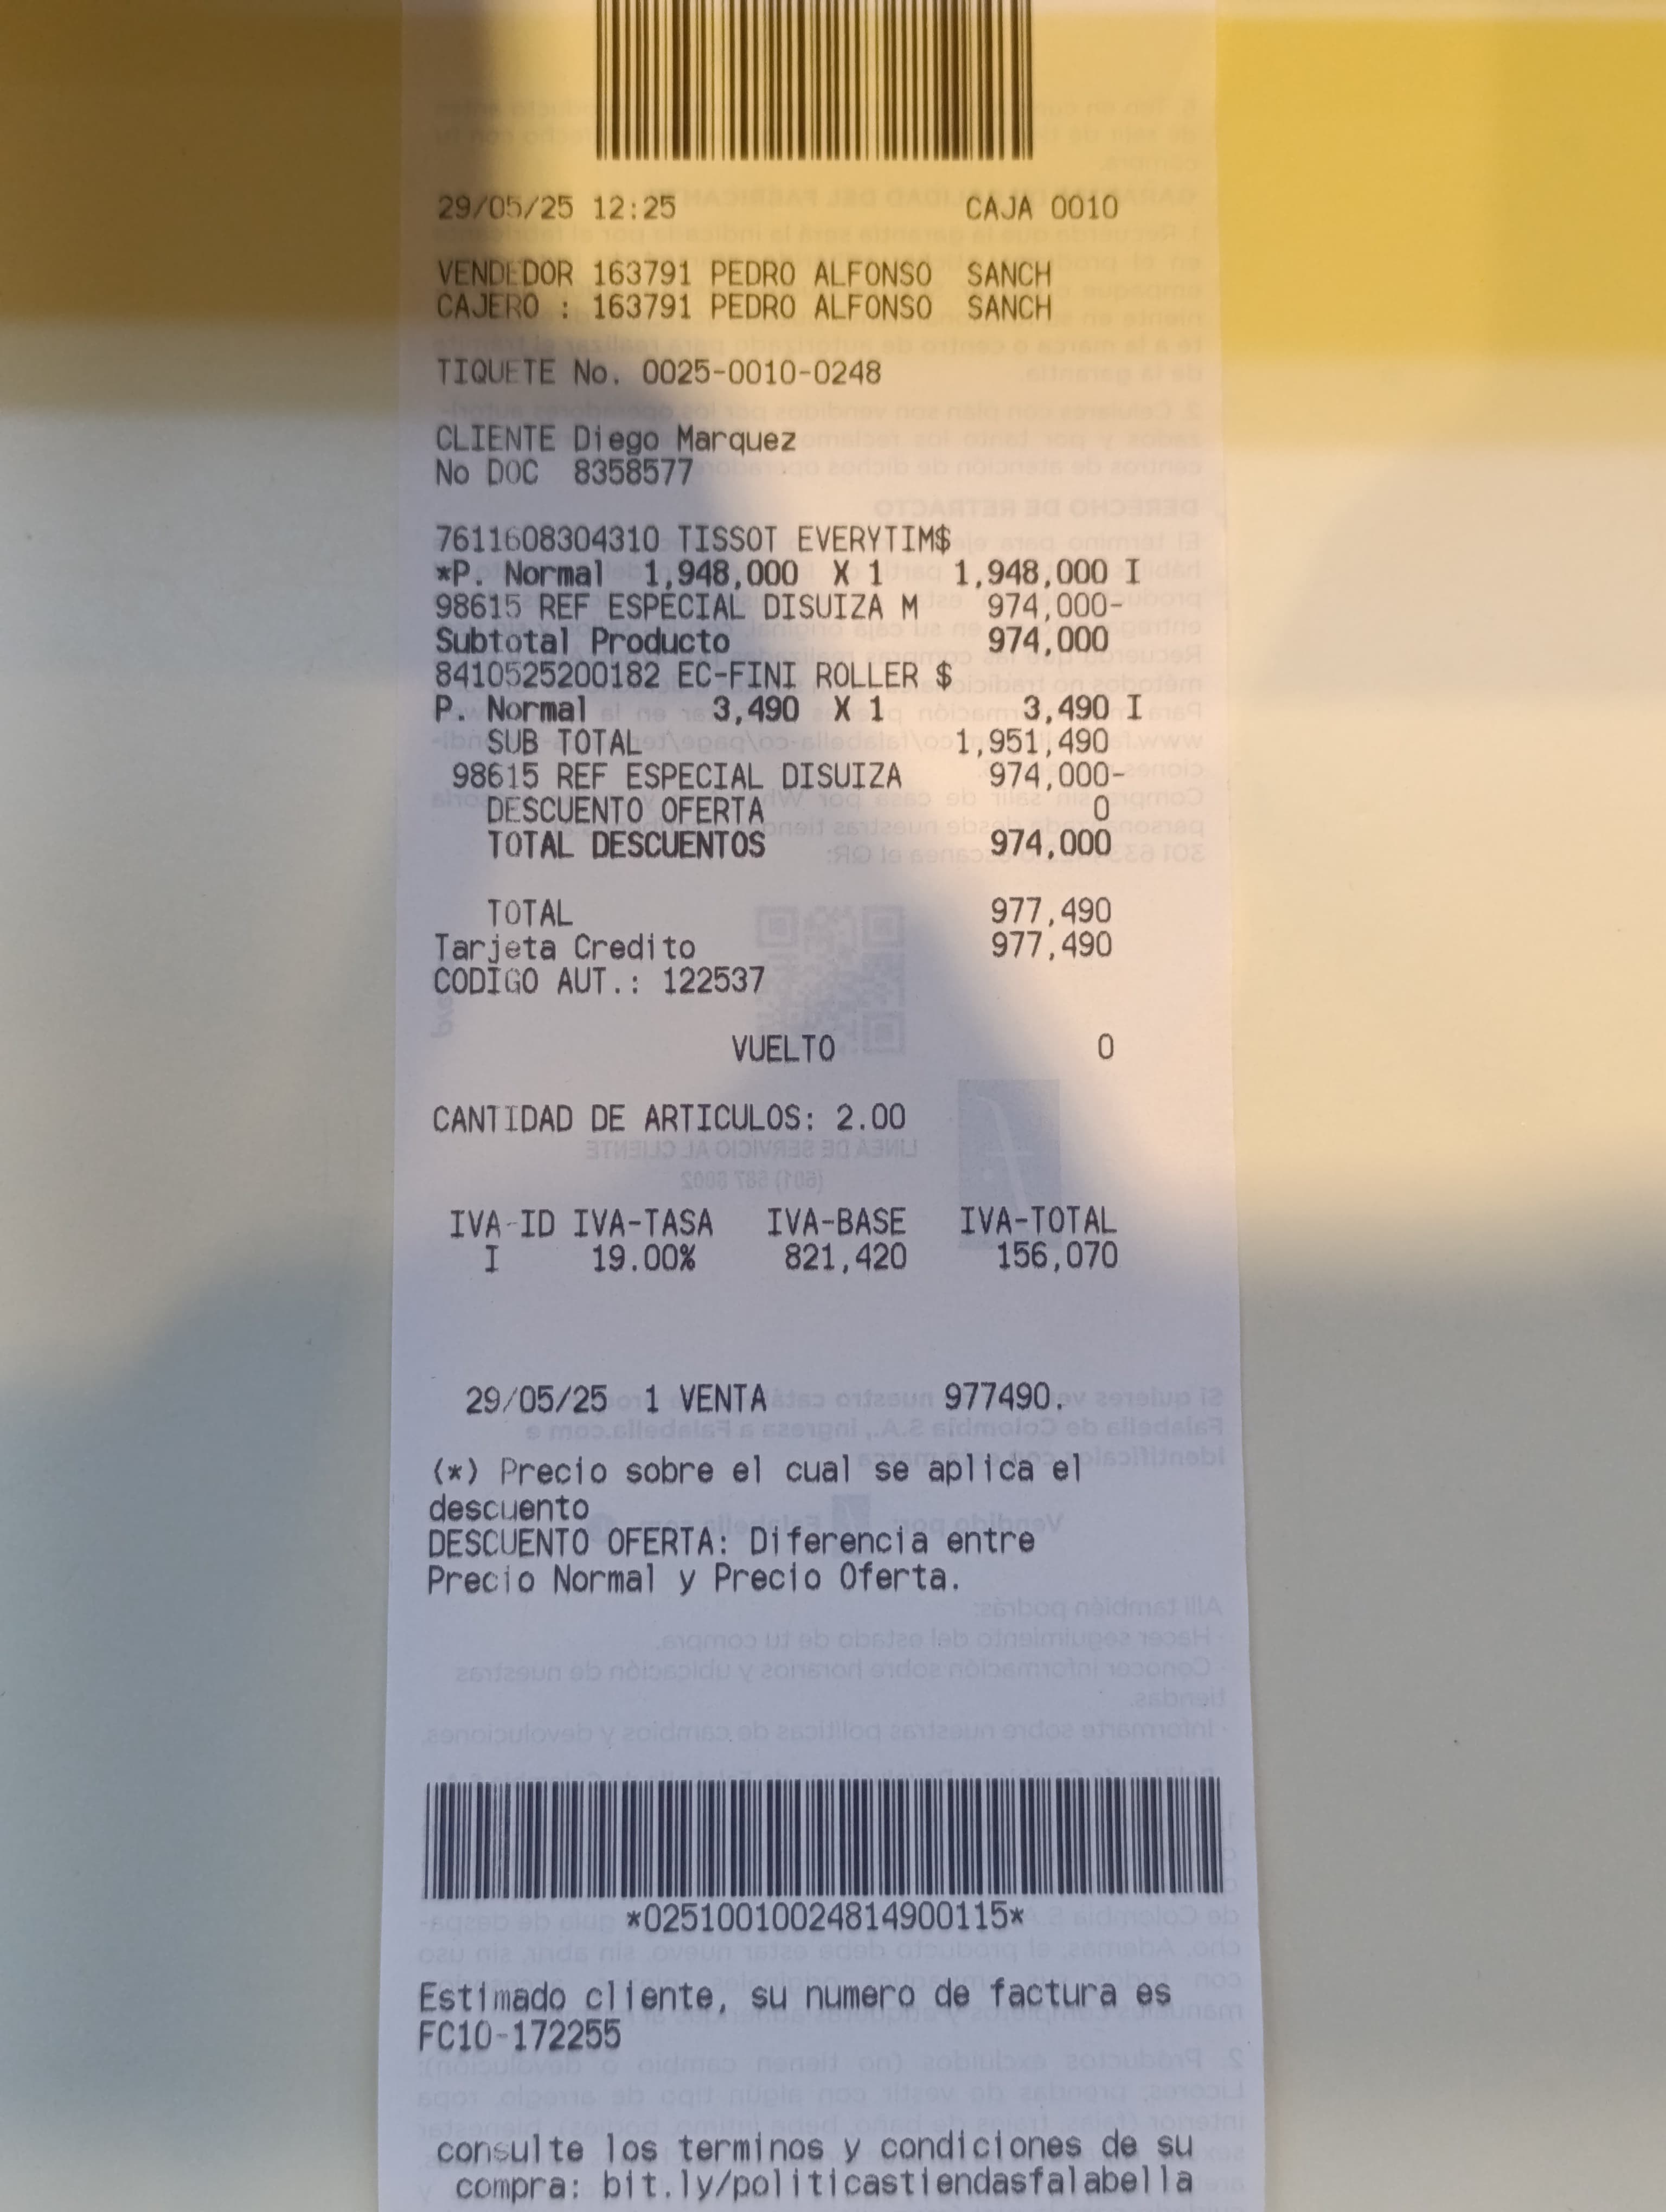 29/05/25 12:25 CAJA 0010
VENDEDOR 163791 PEDRO ALFONSO SANCH
CAJERO : 163791 PEDRO ALFONSO SANCH
TIQUETE No. 0025-0010-0248
CLIENTE Diego Marquez
No DOC 8358577
7611608304310 TISSOT EVERYTIM$
*P. Normal 1,948,000 X 1 1,948,000 I
98615 REF ESPECIAL DISUIZA M 974,000-
Subtotal Producto 974,000
8410525200182 EC-FINI ROLLER $
P. Normal 3,490 X 1 3,490 I
SUB TOTAL 1,951,490
98615 REF ESPECIAL DISUIZA 974,000-
DESCUENTO OFERTA 0
TOTAL DESCUENTOS 974,000
TOTAL 977,490
Tarjeta Credito 977,490
CODIGO AUT.: 122537
VUELTO 0
CANTIDAD DE ARTICULOS: 2.00
IVA-ID IVA-TASA IVA-BASE IVA-TOTAL
I 19.00% 821,420 156,070
29/05/25 1 VENTA 977490.
(*) Precio sobre el cual se aplica el
descuento
DESCUENTO OFERTA: Diferencia entre
Precio Normal y Precio Oferta.
*02510010024814900115*
Estimado cliente, su numero de factura es
FC10-172255
consulte los terminos y condiciones de su
compra: bit.ly/politicastiendasfalabella